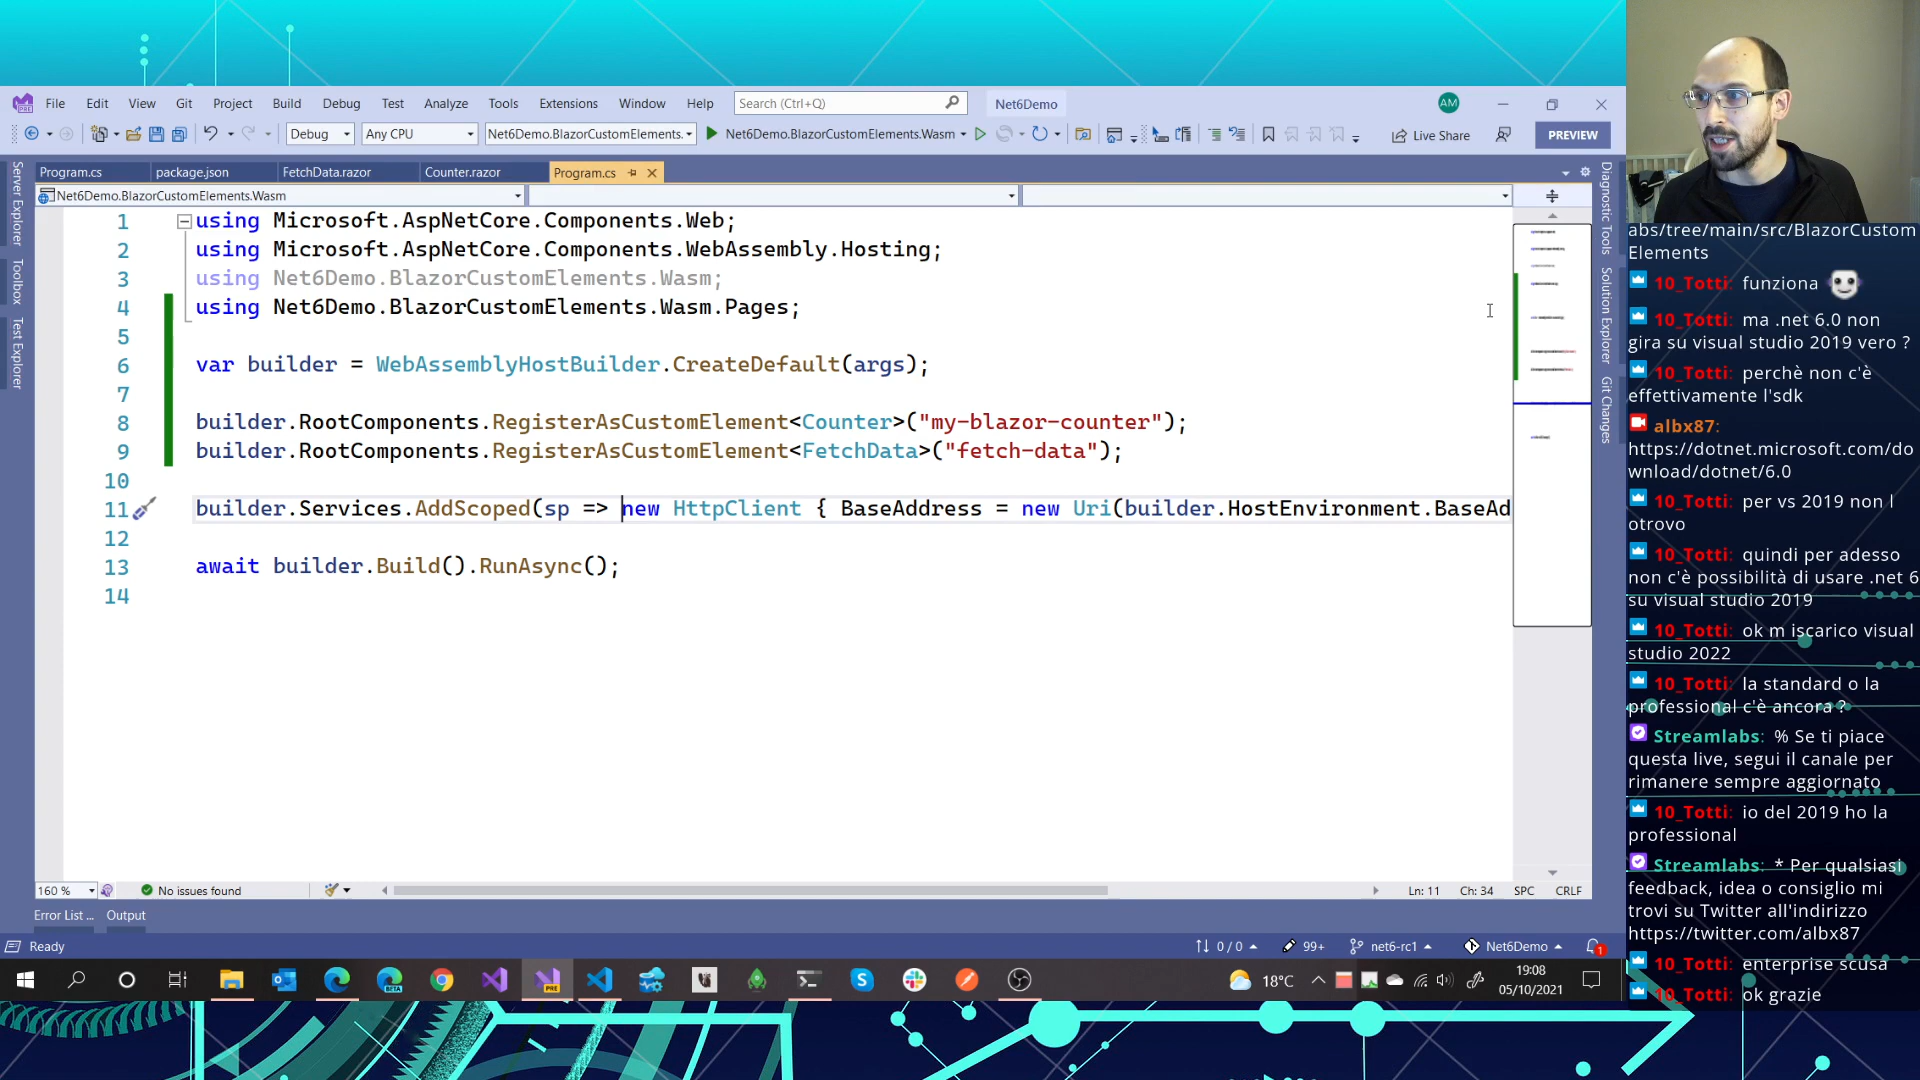 File Edit View Git Project Build Debug Test Analyze Tools Extensions Window Help Search (Ctrl+Q) Net6Demo AM
Debug Any CPU Net6Demo.BlazorCustomElements. Net6Demo.BlazorCustomElements.Wasm Live Share PREVIEW
Program.cs package.json FetchData.razor Counter.razor Program.cs
Net6Demo.BlazorCustomElements.Wasm
Server Explorer
Toolbox
Test Explorer
1 using Microsoft.AspNetCore.Components.Web;
2 using Microsoft.AspNetCore.Components.WebAssembly.Hosting;
3 using Net6Demo.BlazorCustomElements.Wasm;
4 using Net6Demo.BlazorCustomElements.Wasm.Pages;
5
6 var builder = WebAssemblyHostBuilder.CreateDefault(args);
7
8 builder.RootComponents.RegisterAsCustomElement<Counter>("my-blazor-counter");
9 builder.RootComponents.RegisterAsCustomElement<FetchData>("fetch-data");
10
11 builder.Services.AddScoped(sp => new HttpClient { BaseAddress = new Uri(builder.HostEnvironment.BaseAd
12
13 await builder.Build().RunAsync();
14
Diagnostic Tools
Solution Explorer
Git Changes
160 % No issues found Ln: 11 Ch: 34 SPC CRLF
Error List ... Output
Ready 0 / 0 99+ net6-rc1 Net6Demo 1
PRE BETA 18°C 19:08
05/10/2021
abs/tree/main/src/BlazorCustom
Elements
10_Totti: funziona
10_Totti: ma .net 6.0 non
gira su visual studio 2019 vero ?
10_Totti: perchè non c'è
effettivamente l'sdk
albx87:
https://dotnet.microsoft.com/do
wnload/dotnet/6.0
10_Totti: per vs 2019 non l
otrovo
10_Totti: quindi per adesso
non c'è possibilità di usare .net 6
su visual studio 2019
10_Totti: ok m iscarico visual
studio 2022
10_Totti: la standard o la
professional c'è ancora ?
Streamlabs: % Se ti piace
questa live, segui il canale per
rimanere sempre aggiornato
10_Totti: io del 2019 ho la
professional
Streamlabs: * Per qualsiasi
feedback, idea o consiglio mi
trovi su Twitter all'indirizzo
https://twitter.com/albx87
10_Totti: enterprise scusa
10_Totti: ok grazie